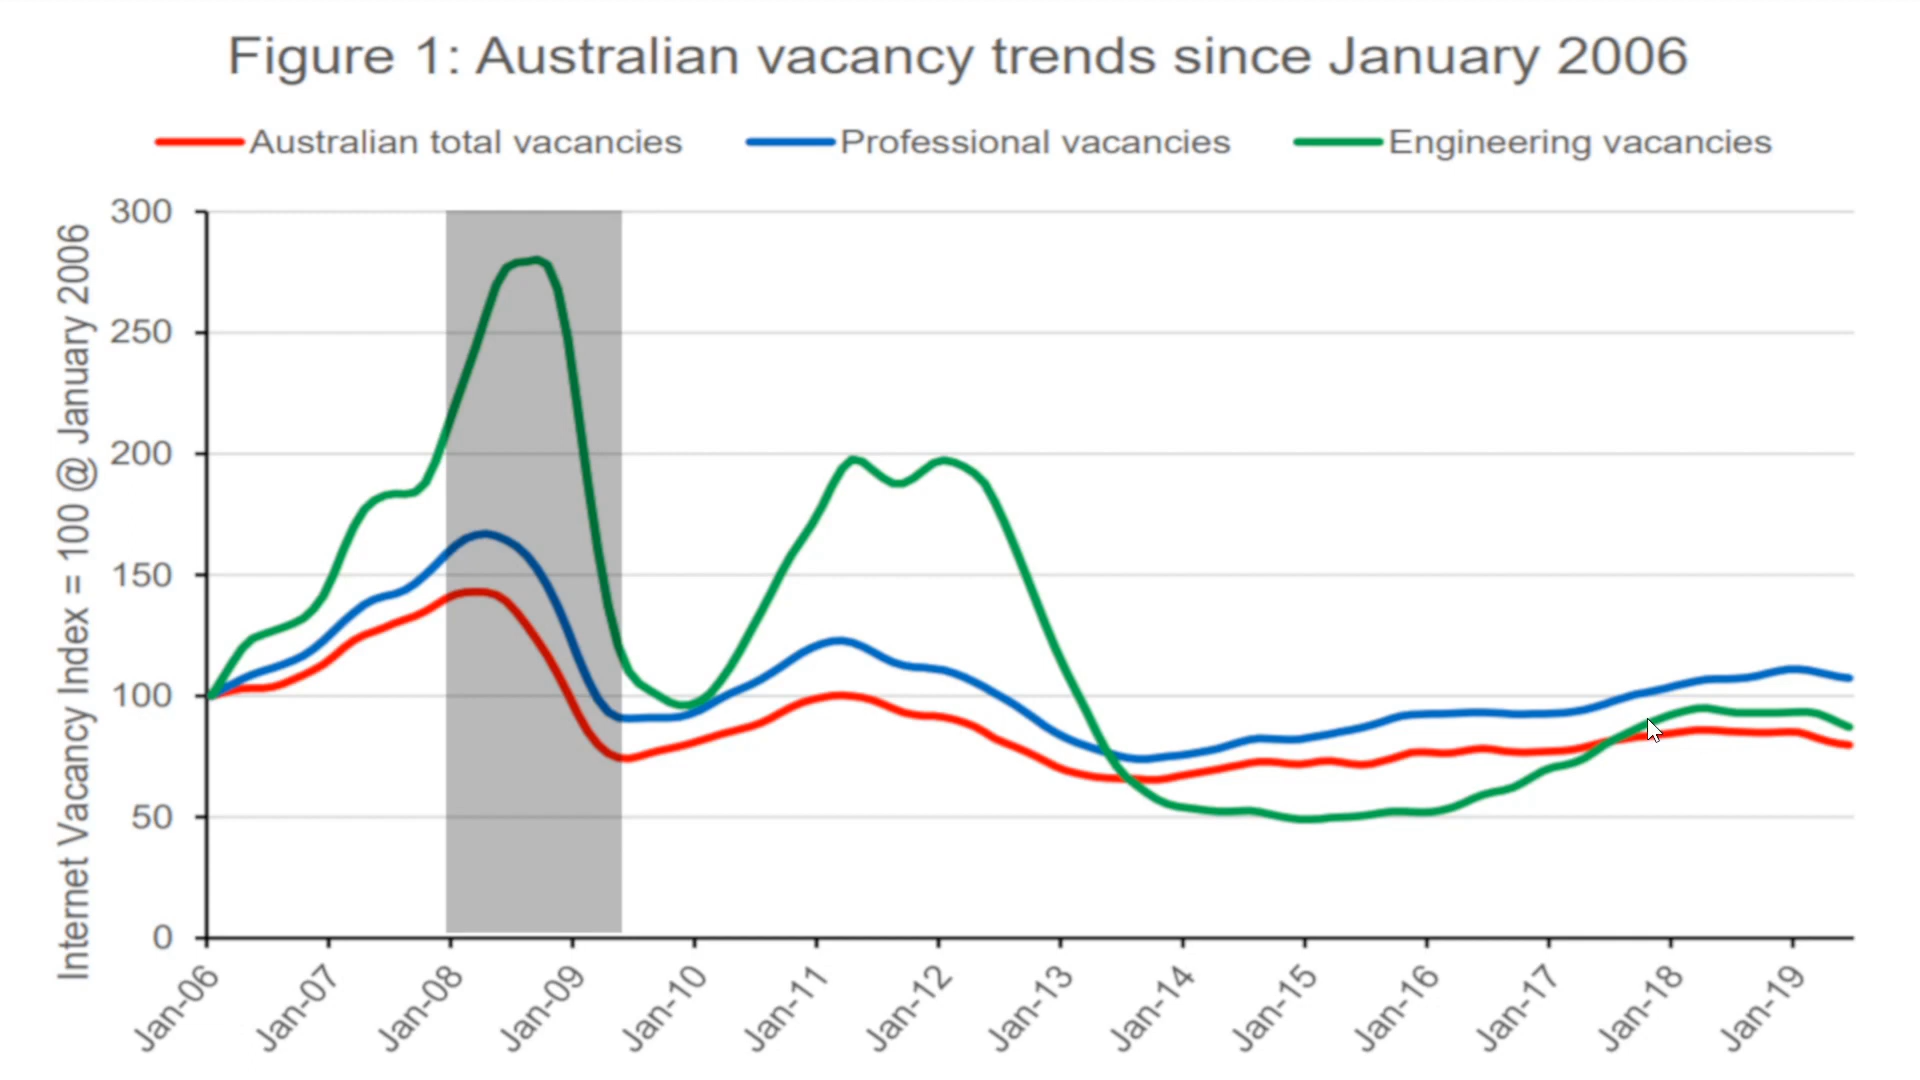 Figure 1: Australian vacancy trends since January 2006
Australian total vacancies
Professional vacancies
Engineering vacancies
Internet Vacancy Index = 100 @ January 2006
300
250
200
150
100
50
0
Jan-06
Jan-07
Jan-08
Jan-09
Jan-10
Jan-11
Jan-12
Jan-13
Jan-14
Jan-15
Jan-16
Jan-17
Jan-18
Jan-19